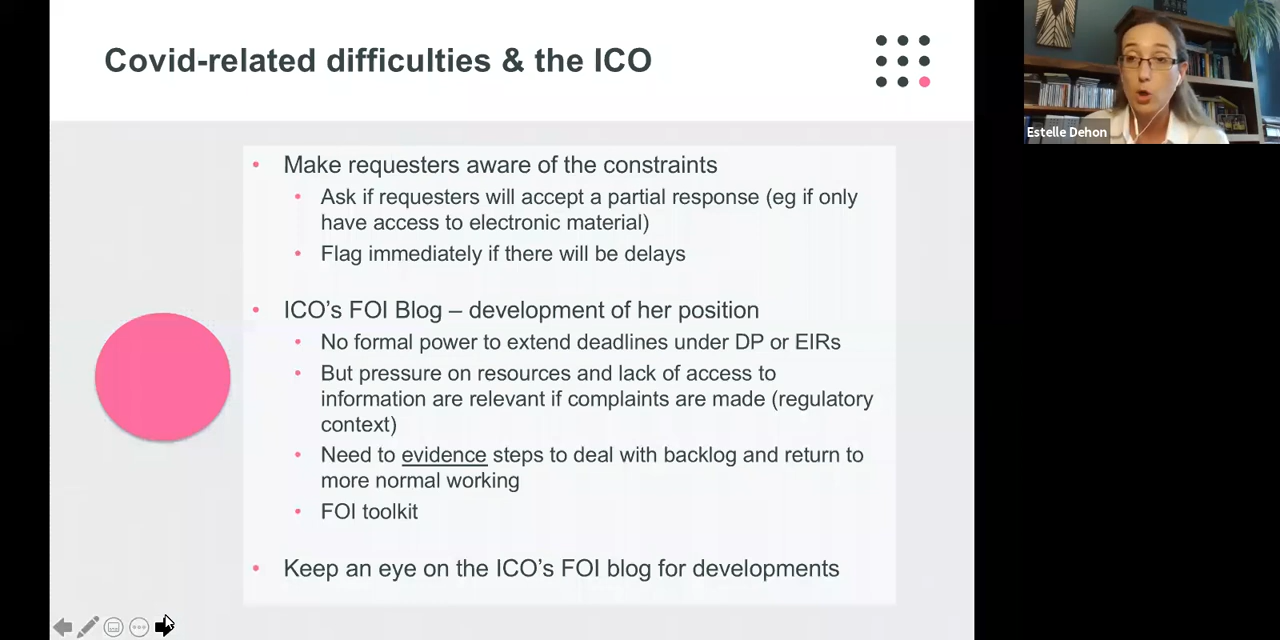 Covid-related difficulties & the ICO
Estelle Dehon
• Make requesters aware of the constraints
• Ask if requesters will accept a partial response (eg if only
have access to electronic material)
• Flag immediately if there will be delays
• ICO's FOI Blog – development of her position
• No formal power to extend deadlines under DP or EIRs
• But pressure on resources and lack of access to
information are relevant if complaints are made (regulatory
context)
• Need to evidence steps to deal with backlog and return to
more normal working
• FOI toolkit
• Keep an eye on the ICO's FOI blog for developments